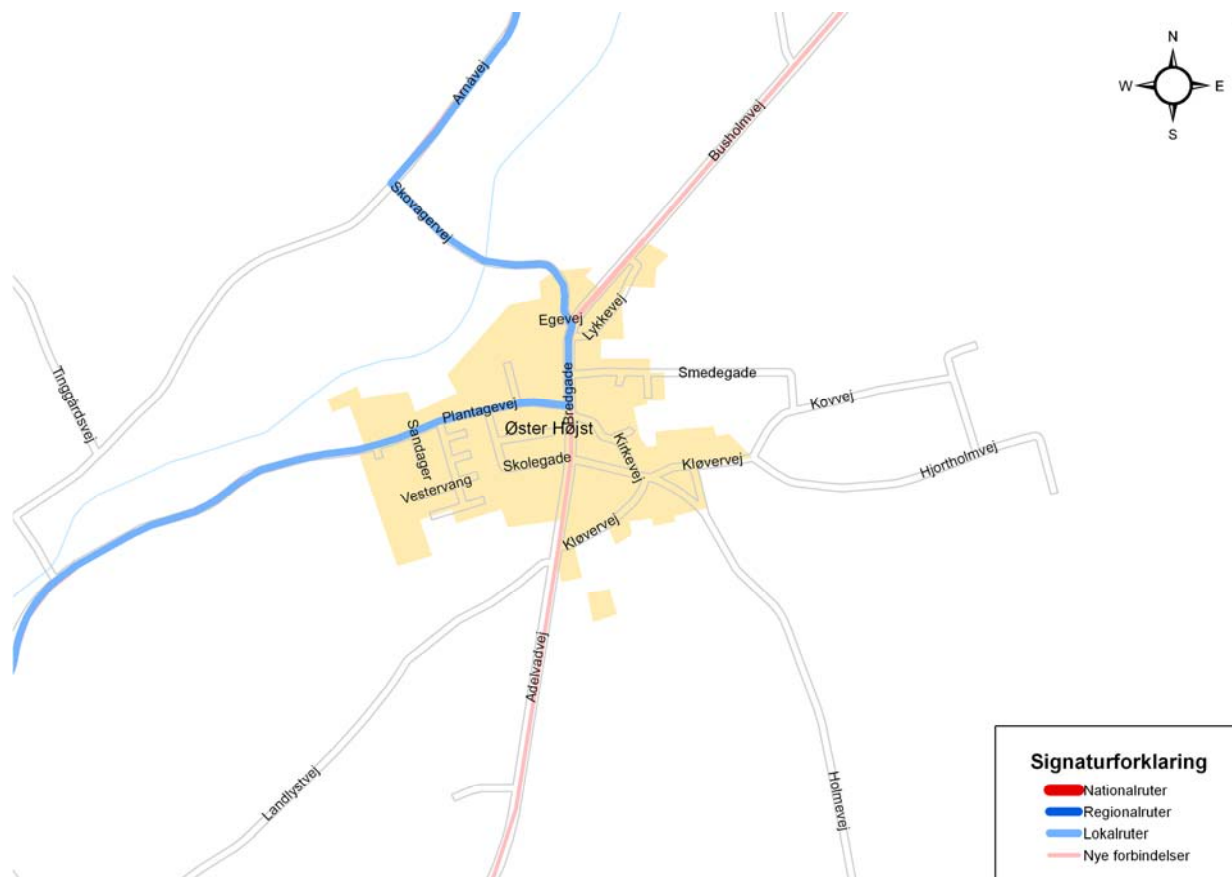 N
W
E
S
Arnåvej
Busholmvej
Skovagervej
Egevej
Lykkevej
Tinggårdsvej
Smedegade
Kovvej
Bredgade
Plantagevej
Øster Højst
Sandager
Skolegade
Kirkevej
Kløvervej
Hjortholmvej
Vestervang
Kløvervej
Adelvadvej
Landlystvej
Holmevej
Signaturforklaring
Nationalruter
Regionalruter
Lokalruter
Nye forbindelser